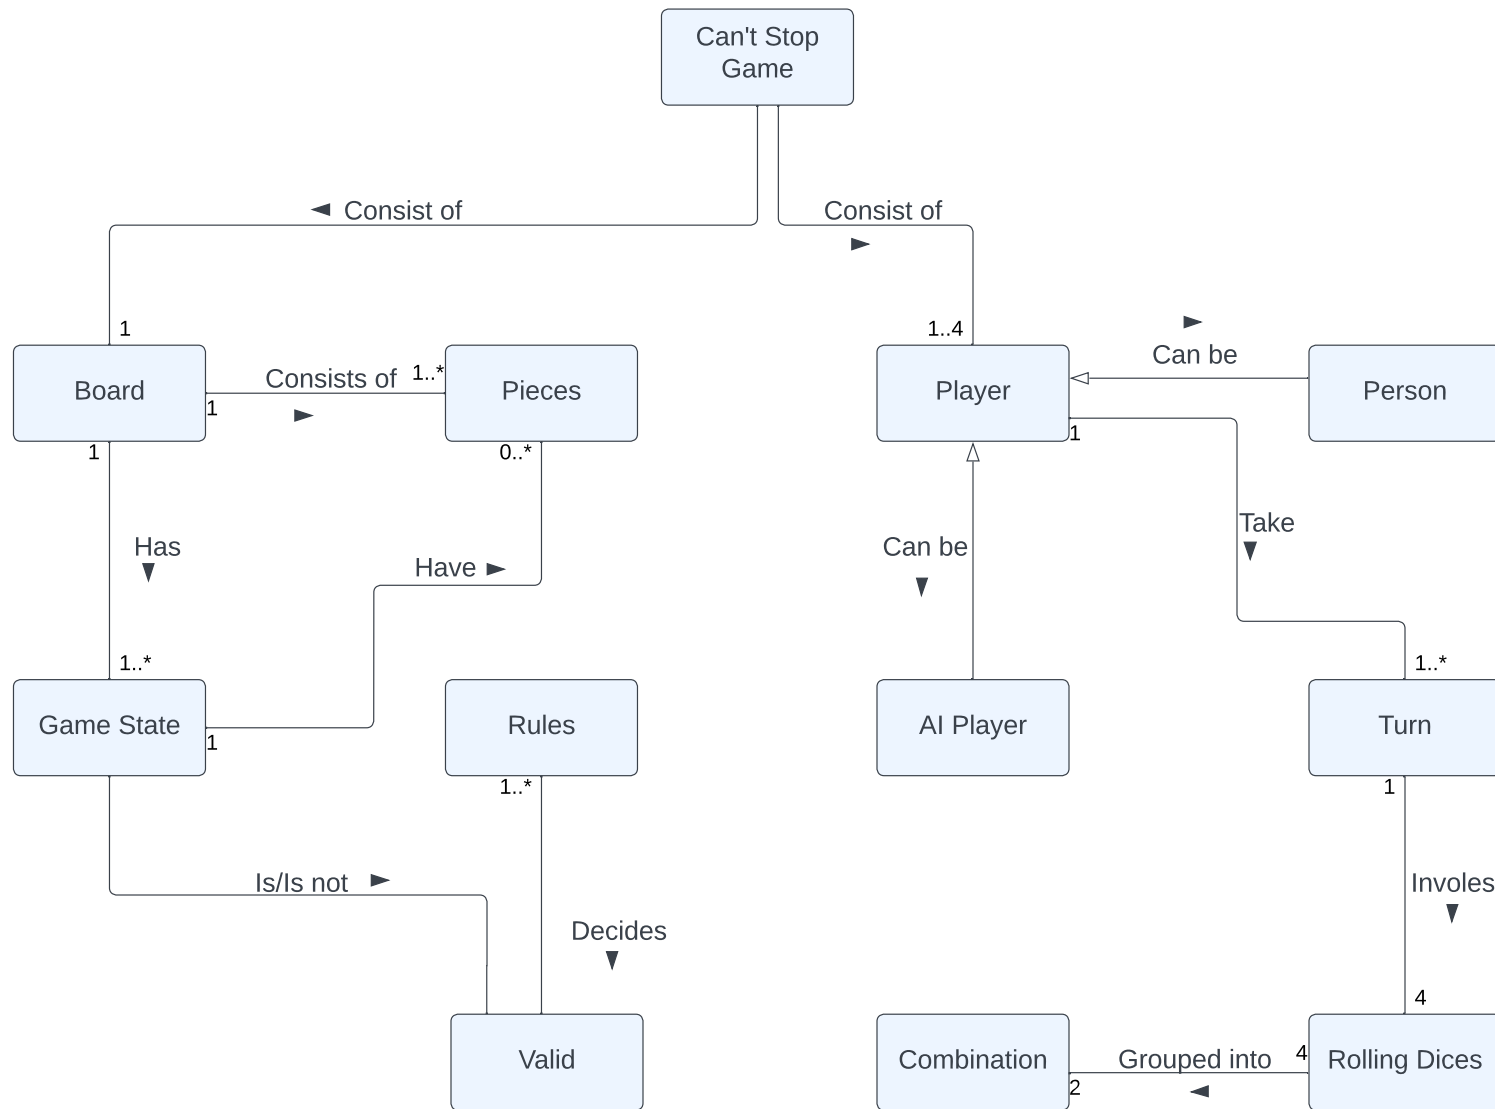 Can't Stop
Game
Consist of
Consist of
1
1..4
Can be
Board
Consists of
1..*
1
Pieces
Player
Person
1
1
0..*
Take
Has
Have
Can be
1..*
1..*
Game State
1
Rules
AI Player
Turn
1..*
1
Is/Is not
Involes
Decides
4
Valid
Combination
Grouped into
4
2
Rolling Dices